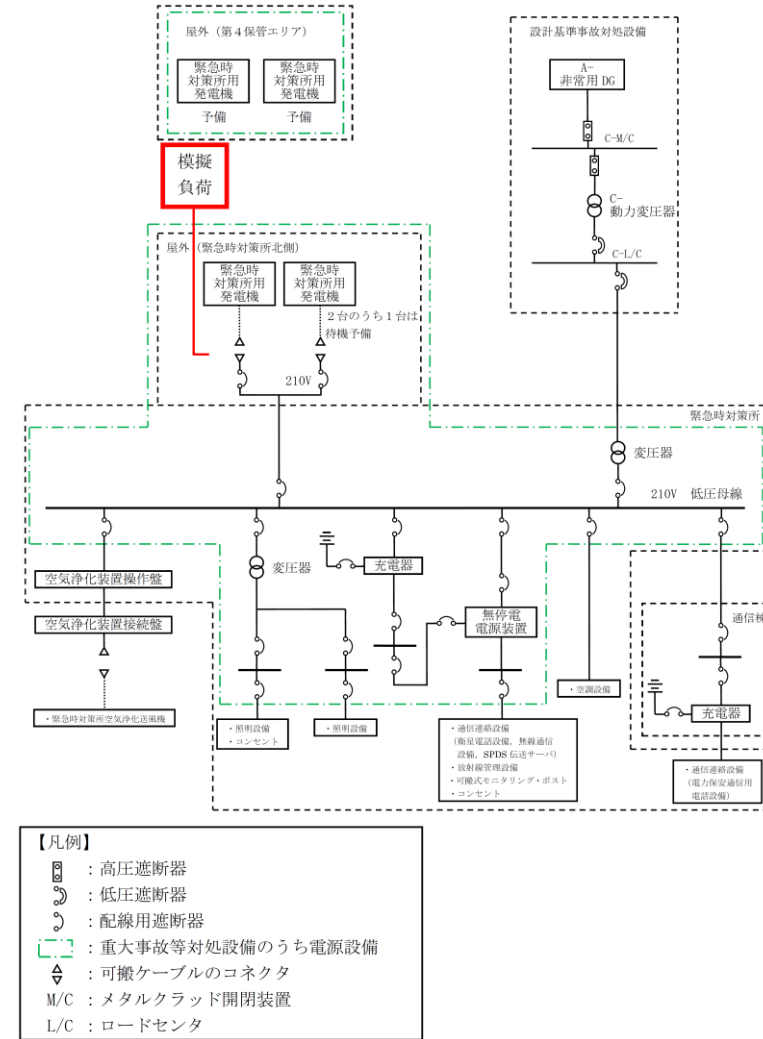 屋外（第４保管エリア）
緊急時
対策所用
発電機
緊急時
対策所用
発電機
予備
予備
模擬
負荷
設計基準事故対処設備
A-
非常用 DG
C-M/C
C-
動力変圧器
C-L/C
屋外（緊急時対策所北側）
緊急時
対策所用
発電機
緊急時
対策所用
発電機
２台のうち１台は
待機予備
210V
緊急時対策所
変圧器
210V 低圧母線
空気浄化装置操作盤
空気浄化装置接続盤
・緊急時対策所空気浄化送風機
変圧器
充電器
無停電
電源装置
・照明設備
・コンセント
・照明設備
・通信連絡設備
（衛星電話設備、無線通信
設備、SPDS 伝送サーバ）
・放射線管理設備
・可搬式モニタリング・ポスト
・コンセント
・空調設備
通信棟
充電器
・通信連絡設備
（電力保安通信用
電話設備）
【凡例】
：高圧遮断器
：低圧遮断器
：配線用遮断器
：重大事故等対処設備のうち電源設備
：可搬ケーブルのコネクタ
M/C ：メタルクラッド開閉装置
L/C ：ロードセンタ